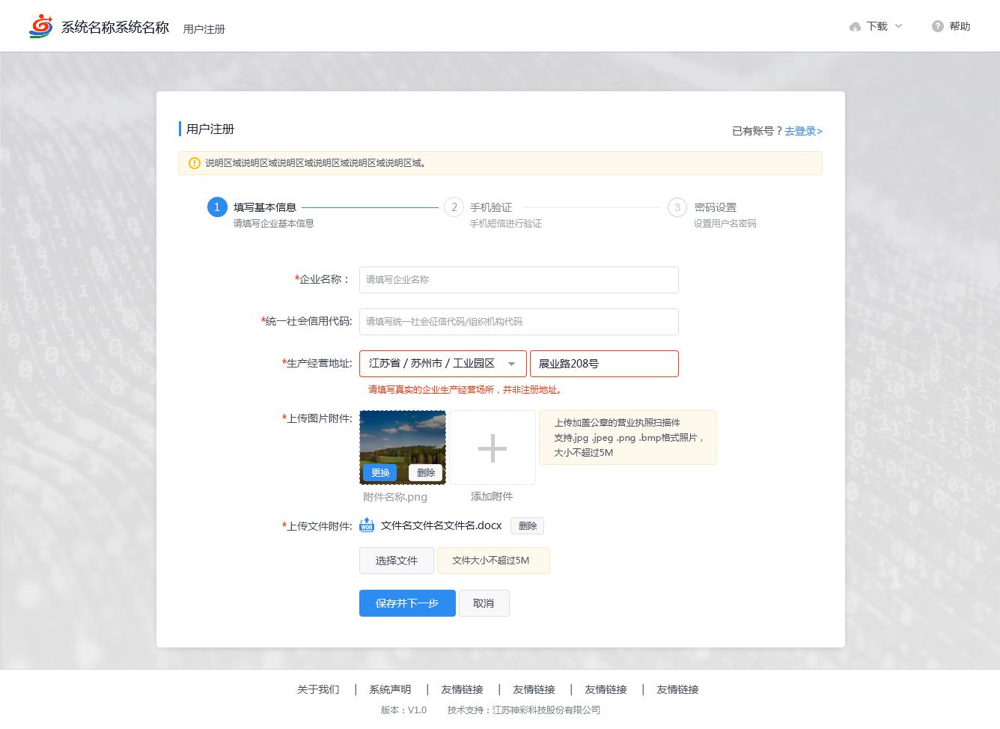 系统名称系统名称 用户注册 下载 帮助
用户注册 已有账号？去登录>
说明区域说明区域说明区域说明区域说明区域说明区域。
1 填写基本信息 2 手机验证 3 密码设置
请填写企业基本信息 手机短信进行验证 设置用户名密码
*企业名称： 请填写企业名称
*统一社会信用代码: 请填写统一社会征信代码/组织机构代码
*生产经营地址: 江苏省 / 苏州市 / 工业园区 展业路208号
请填写真实的企业生产经营场所，并非注册地址。
*上传图片附件: 上传加盖公章的营业执照扫描件
支持.jpg .jpeg .png .bmp格式照片，
大小不超过5M
更换 删除
附件名称.png 添加附件
*上传文件附件: WOR 文件名文件名文件名.docx 删除
选择文件 文件大小不超过5M
保存并下一步 取消
关于我们 | 系统声明 | 友情链接 | 友情链接 | 友情链接 | 友情链接
版本：V1.0 技术支持：江苏神彩科技股份有限公司